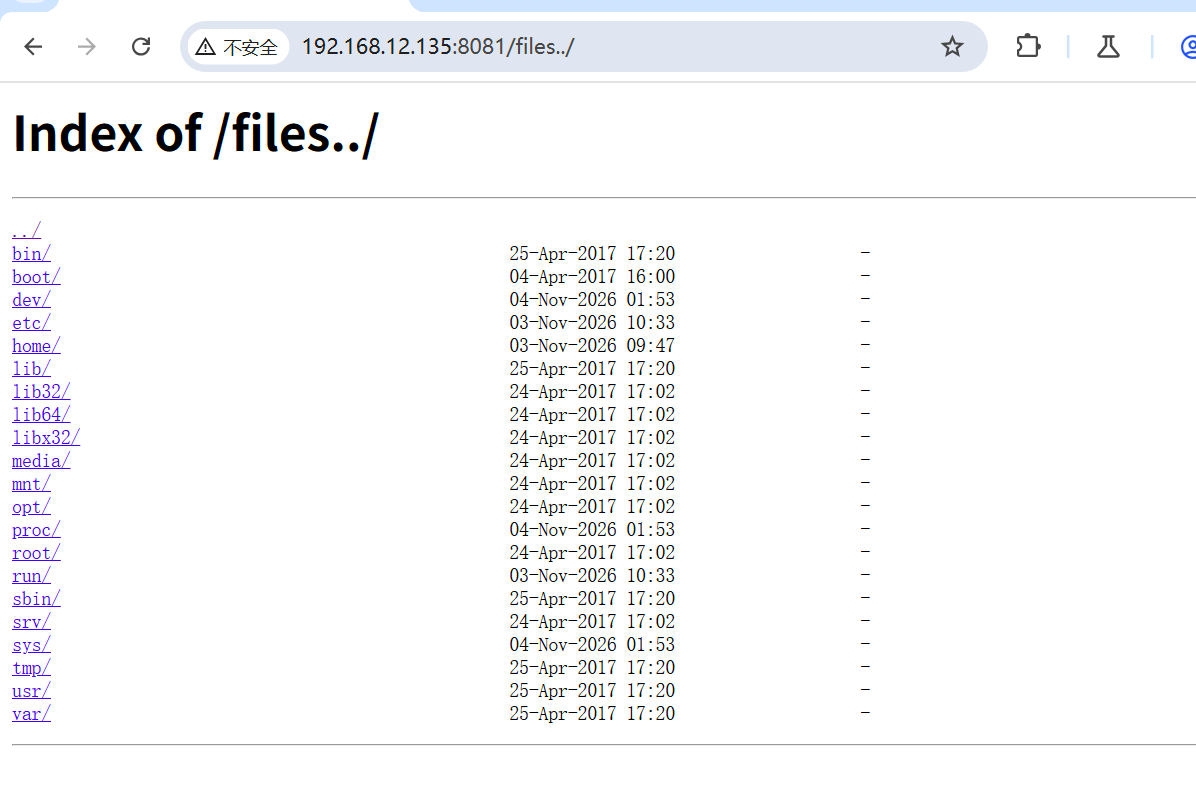 不安全 192.168.12.135:8081/files../
Index of /files../
../
bin/ 25-Apr-2017 17:20 -
boot/ 04-Apr-2017 16:00 -
dev/ 04-Nov-2026 01:53 -
etc/ 03-Nov-2026 10:33 -
home/ 03-Nov-2026 09:47 -
lib/ 25-Apr-2017 17:20 -
lib32/ 24-Apr-2017 17:02 -
lib64/ 24-Apr-2017 17:02 -
libx32/ 24-Apr-2017 17:02 -
media/ 24-Apr-2017 17:02 -
mnt/ 24-Apr-2017 17:02 -
opt/ 24-Apr-2017 17:02 -
proc/ 04-Nov-2026 01:53 -
root/ 24-Apr-2017 17:02 -
run/ 03-Nov-2026 10:33 -
sbin/ 25-Apr-2017 17:20 -
srv/ 24-Apr-2017 17:02 -
sys/ 04-Nov-2026 01:53 -
tmp/ 25-Apr-2017 17:20 -
usr/ 25-Apr-2017 17:20 -
var/ 25-Apr-2017 17:20 -